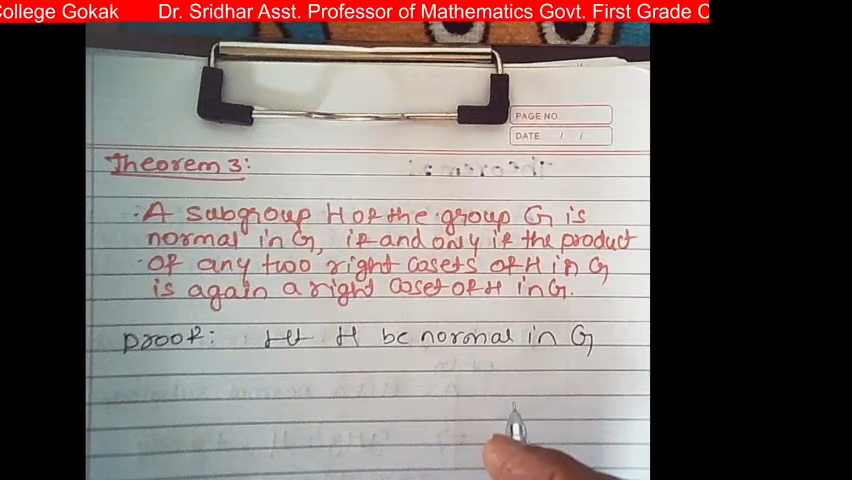 College Gokak Dr. Sridhar Asst. Professor of Mathematics Govt. First Grade C
PAGE NO.
DATE / /
Theorem 3:
A subgroup H of the group G is
normal in G, if and only if the product
of any two right cosets of H in G
is again a right coset of H in G.
proof: Let H be normal in G